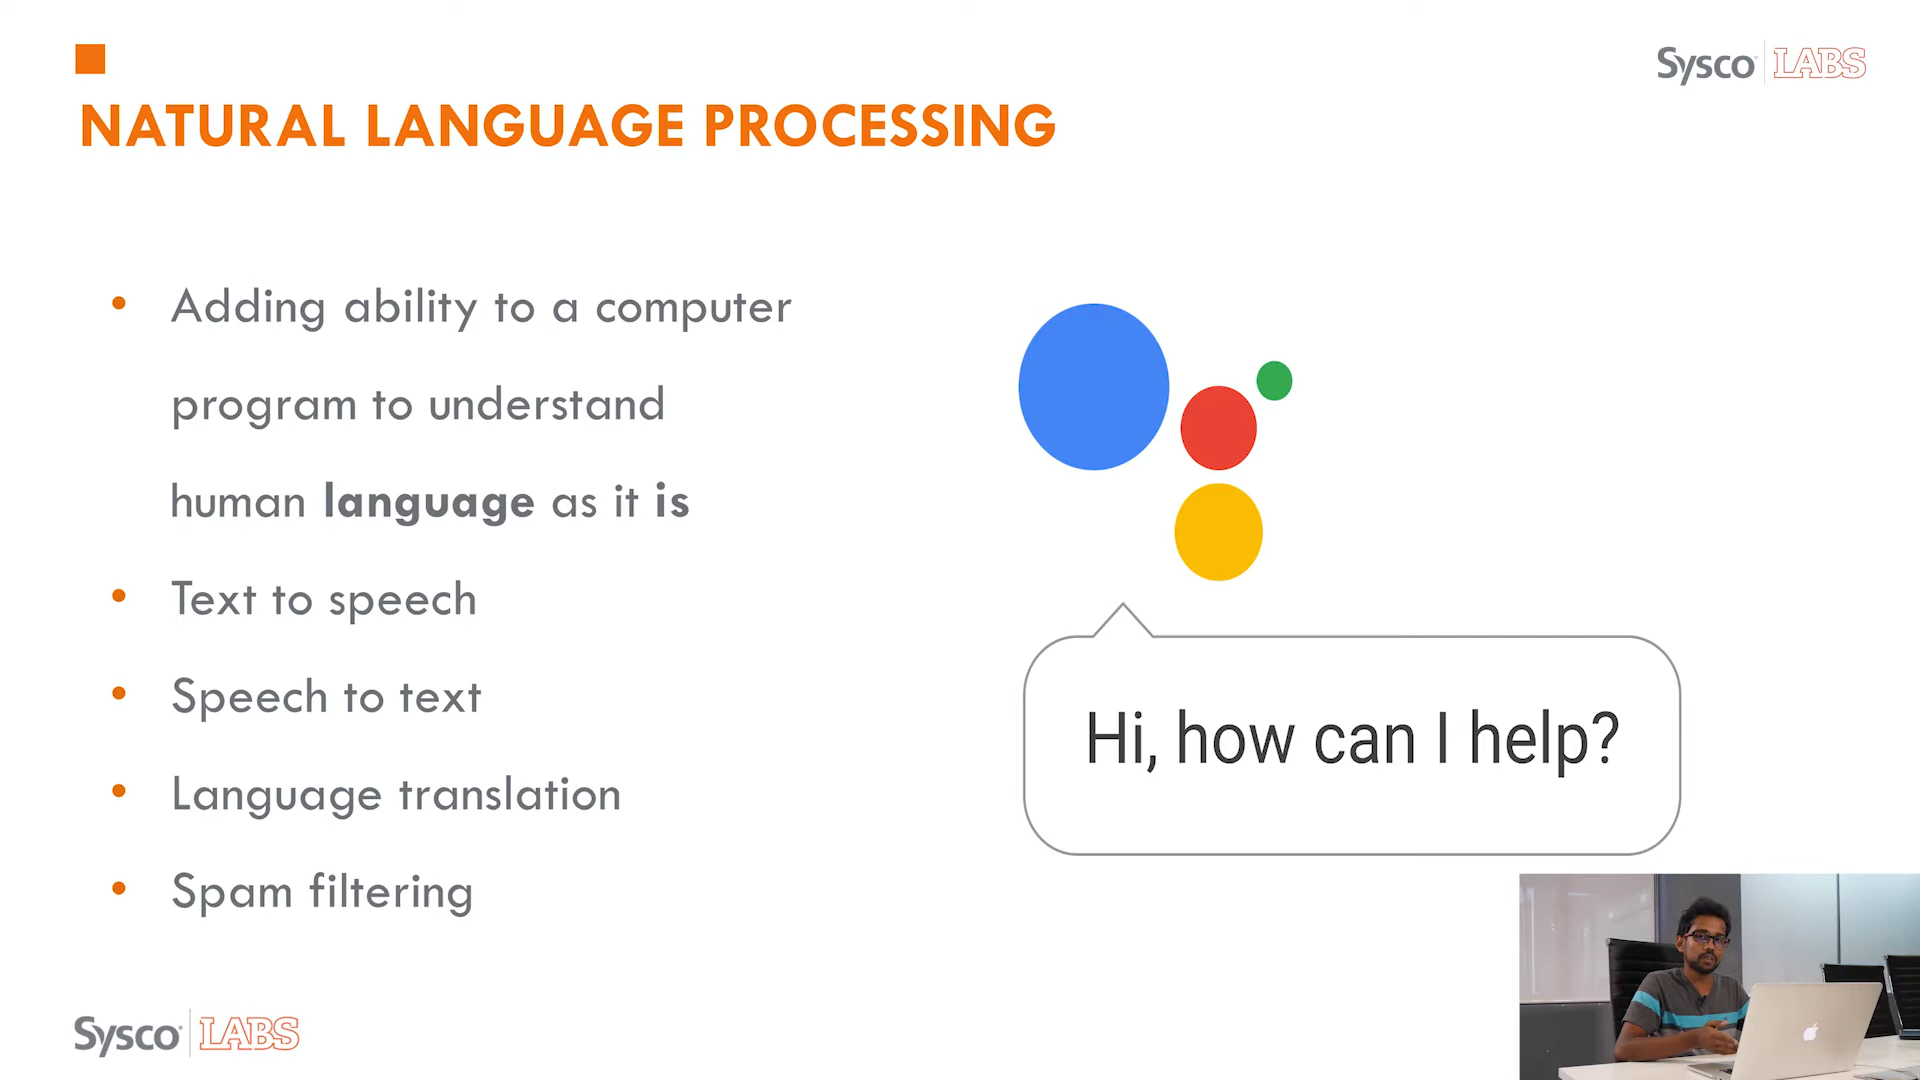 Sysco LABS
NATURAL LANGUAGE PROCESSING
• Adding ability to a computer
program to understand
human language as it is
• Text to speech
• Speech to text
• Language translation
• Spam filtering
Hi, how can I help?
Sysco LABS